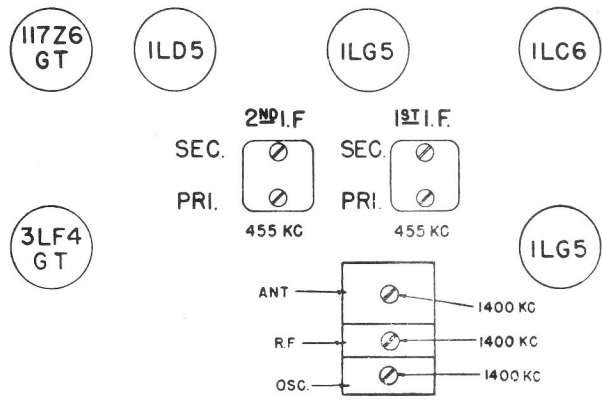 117Z6
GT
1LD5
1LG5
1LC6
2ND I.F
1ST I.F.
SEC.
SEC.
PRI.
PRI.
455 KC
455 KC
3LF4
GT
1LG5
ANT
1400 KC
R.F
1400 KC
OSC.
1400 KC